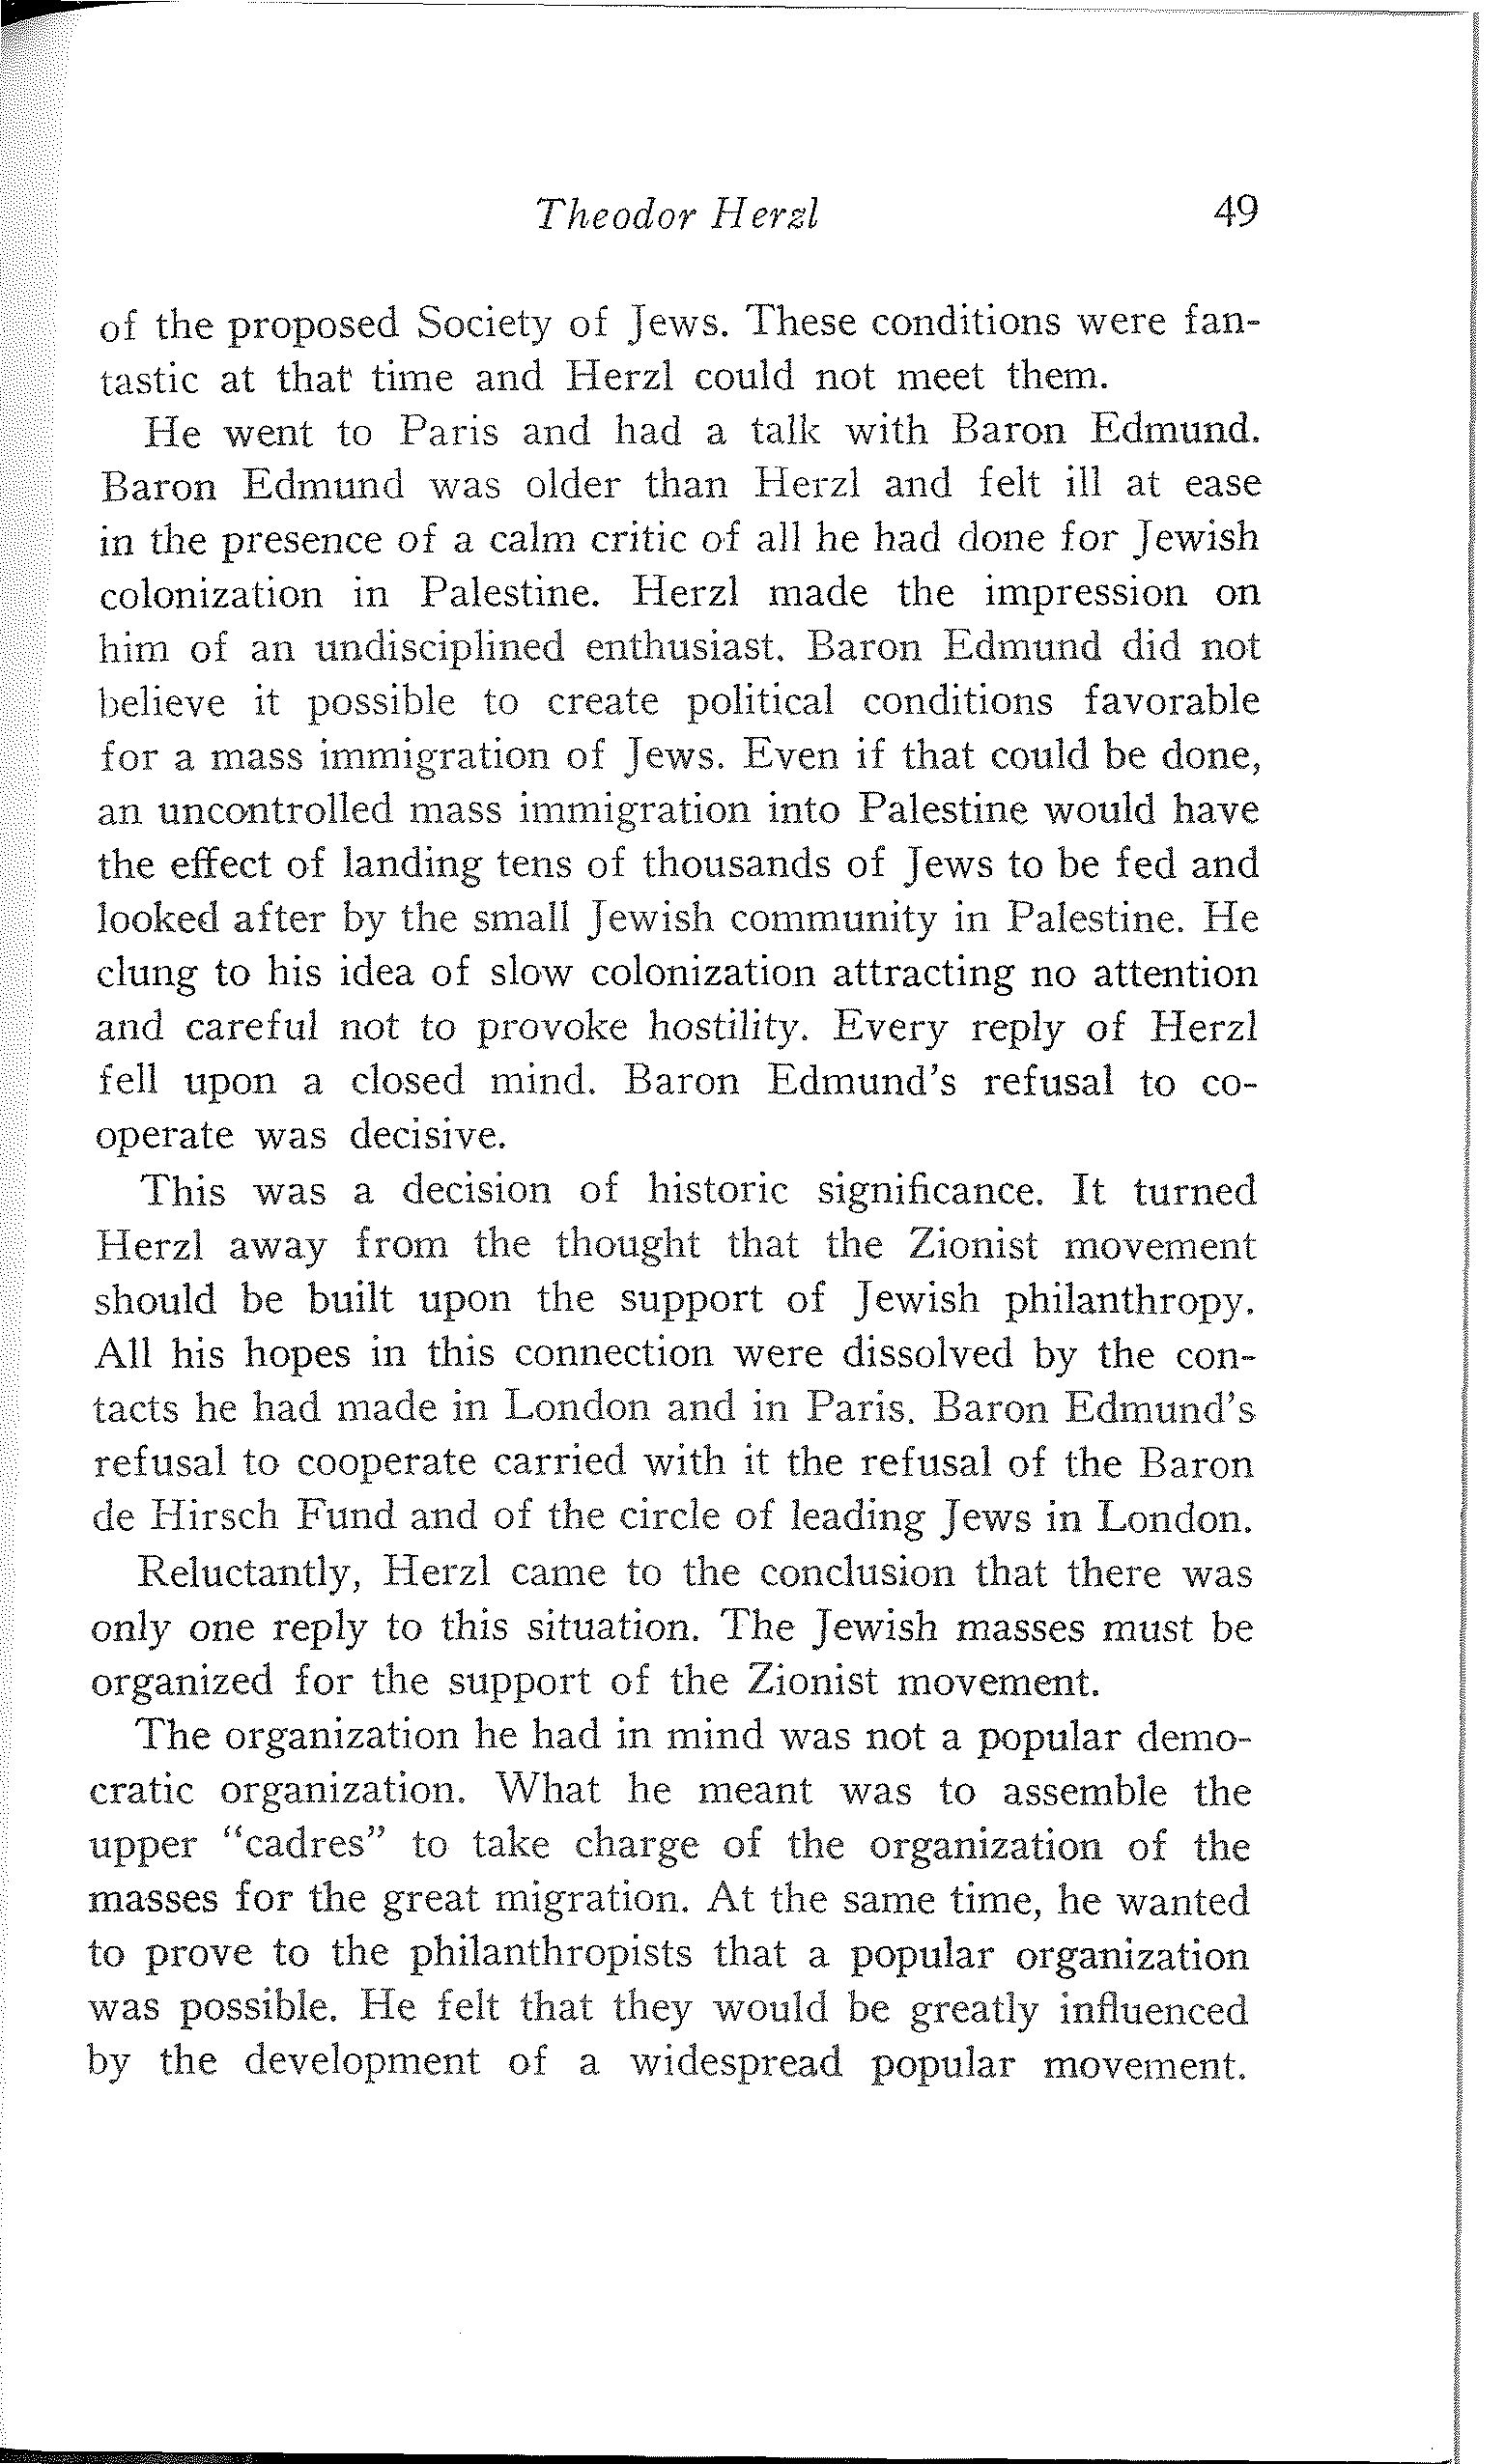 Theodor Herzl 49
of the proposed Society of Jews. These conditions were fan-
tastic at that time and Herzl could not meet them.
He went to Paris and had a talk with Baron Edmund.
Baron Edmund was older than Herzl and felt ill at ease
in the presence of a calm critic of all he had done for Jewish
colonization in Palestine. Herzl made the impression on
him of an undisciplined enthusiast. Baron Edmund did not
believe it possible to create political conditions favorable
for a mass immigration of Jews. Even if that could be done,
an uncontrolled mass immigration into Palestine would have
the effect of landing tens of thousands of Jews to be fed and
looked after by the small Jewish community in Palestine. He
clung to his idea of slow colonization attracting no attention
and careful not to provoke hostility. Every reply of Herzl
fell upon a closed mind. Baron Edmund's refusal to co-
operate was decisive.
This was a decision of historic significance. It turned
Herzl away from the thought that the Zionist movement
should be built upon the support of Jewish philanthropy.
All his hopes in this connection were dissolved by the con-
tacts he had made in London and in Paris. Baron Edmund's
refusal to cooperate carried with it the refusal of the Baron
de Hirsch Fund and of the circle of leading Jews in London.
Reluctantly, Herzl came to the conclusion that there was
only one reply to this situation. The Jewish masses must be
organized for the support of the Zionist movement.
The organization he had in mind was not a popular demo-
cratic organization. What he meant was to assemble the
upper "cadres" to take charge of the organization of the
masses for the great migration. At the same time, he wanted
to prove to the philanthropists that a popular organization
was possible. He felt that they would be greatly influenced
by the development of a widespread popular movement.